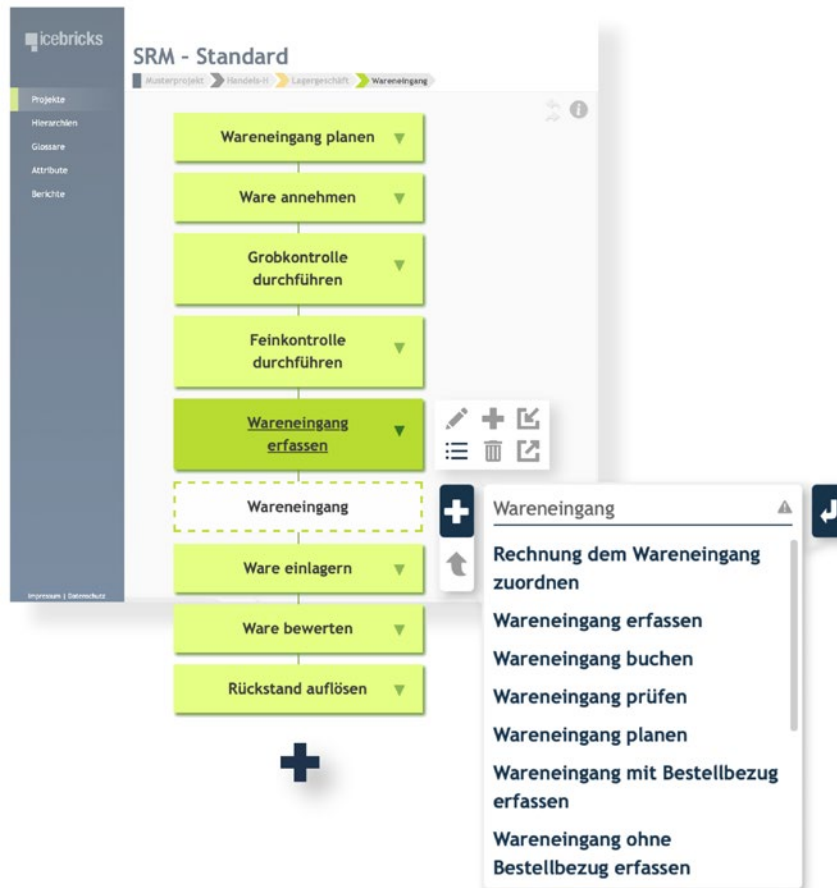 icebricks
SRM - Standard
Musterprojekt Handels-H Lagergeschäft Wareneingang
Projekte
Hierarchien
Glossare
Attribute
Berichte
Wareneingang planen
Ware annehmen
Grobkontrolle
durchführen
Feinkontrolle
durchführen
Wareneingang
erfassen
Wareneingang
Ware einlagern
Ware bewerten
Rückstand auflösen
Wareneingang
Rechnung dem Wareneingang
zuordnen
Wareneingang erfassen
Wareneingang buchen
Wareneingang prüfen
Wareneingang planen
Wareneingang mit Bestellbezug
erfassen
Wareneingang ohne
Bestellbezug erfassen
Impressum | Datenschutz